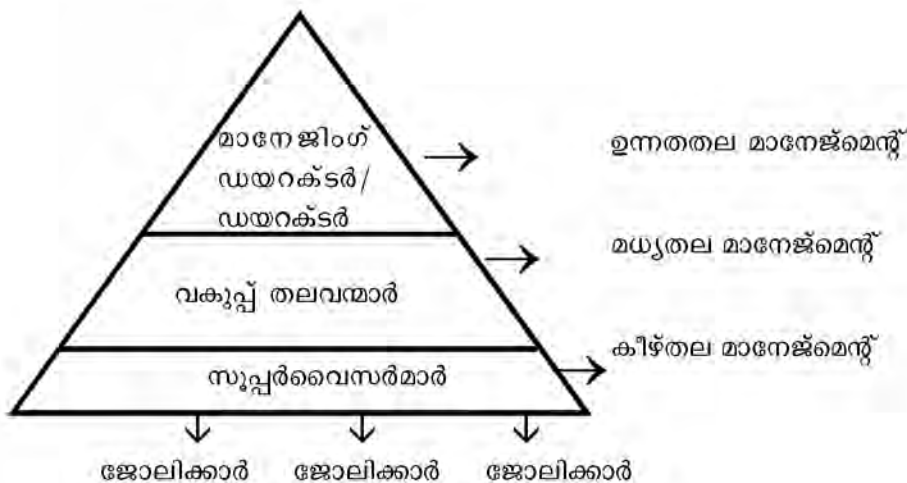 മാനേജിംഗ്
ഡയറക്ടർ/
ഡയറക്ടർ
ഉന്നതതല മാനേജ്മെന്റ്
വകുപ്പ് തലവന്മാർ
മധ്യതല മാനേജ്മെന്റ്
സൂപ്പർവൈസർമാർ
കീഴ്തല മാനേജ്മെന്റ്
ജോലിക്കാർ ജോലിക്കാർ ജോലിക്കാർ